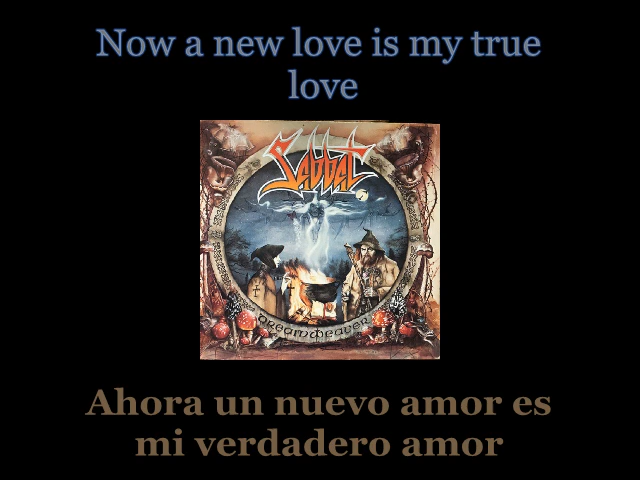 Now a new love is my true
love
Sabbat
DREAMWEAVER
Ahora un nuevo amor es
mi verdadero amor